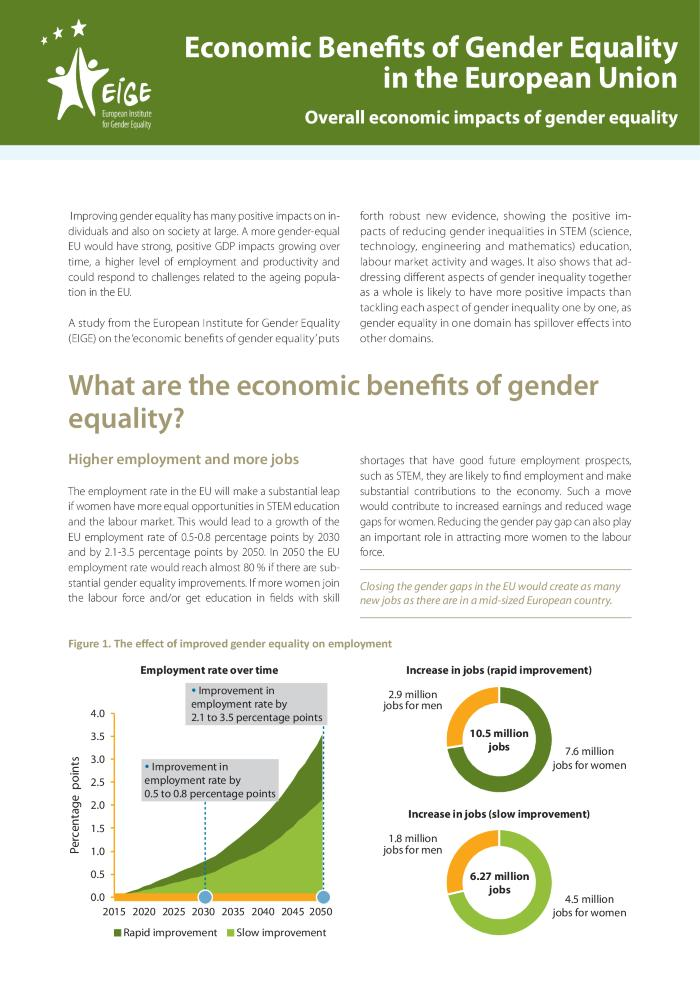 Economic Benefits of Gender Equality
in the European Union
Overall economic impacts of gender equality
EIGE
European Institute
for Gender Equality
Improving gender equality has many positive impacts on in-
dividuals and also on society at large. A more gender-equal
EU would have strong, positive GDP impacts growing over
time, a higher level of employment and productivity and
could respond to challenges related to the ageing popula-
tion in the EU.
A study from the European Institute for Gender Equality
(EIGE) on the 'economic benefits of gender equality' puts
forth robust new evidence, showing the positive im-
pacts of reducing gender inequalities in STEM (science,
technology, engineering and mathematics) education,
labour market activity and wages. It also shows that ad-
dressing different aspects of gender inequality together
as a whole is likely to have more positive impacts than
tackling each aspect of gender inequality one by one, as
gender equality in one domain has spillover effects into
other domains.
What are the economic benefits of gender
equality?
Higher employment and more jobs
The employment rate in the EU will make a substantial leap
if women have more equal opportunities in STEM education
and the labour market. This would lead to a growth of the
EU employment rate of 0.5-0.8 percentage points by 2030
and by 2.1-3.5 percentage points by 2050. In 2050 the EU
employment rate would reach almost 80 % if there are sub-
stantial gender equality improvements. If more women join
the labour force and/or get education in fields with skill
shortages that have good future employment prospects,
such as STEM, they are likely to find employment and make
substantial contributions to the economy. Such a move
would contribute to increased earnings and reduced wage
gaps for women. Reducing the gender pay gap can also play
an important role in attracting more women to the labour
force.
Closing the gender gaps in the EU would create as many
new jobs as there are in a mid-sized European country.
Figure 1. The effect of improved gender equality on employment
Employment rate over time
• Improvement in
employment rate by
2.1 to 3.5 percentage points
• Improvement in
employment rate by
0.5 to 0.8 percentage points
Percentage points
4.0
3.5
3.0
2.5
2.0
1.5
1.0
0.5
0.0
2015 2020 2025 2030 2035 2040 2045 2050
Rapid improvement Slow improvement
Increase in jobs (rapid improvement)
2.9 million
jobs for men
10.5 million
jobs
7.6 million
jobs for women
Increase in jobs (slow improvement)
1.8 million
jobs for men
6.27 million
jobs
4.5 million
jobs for women